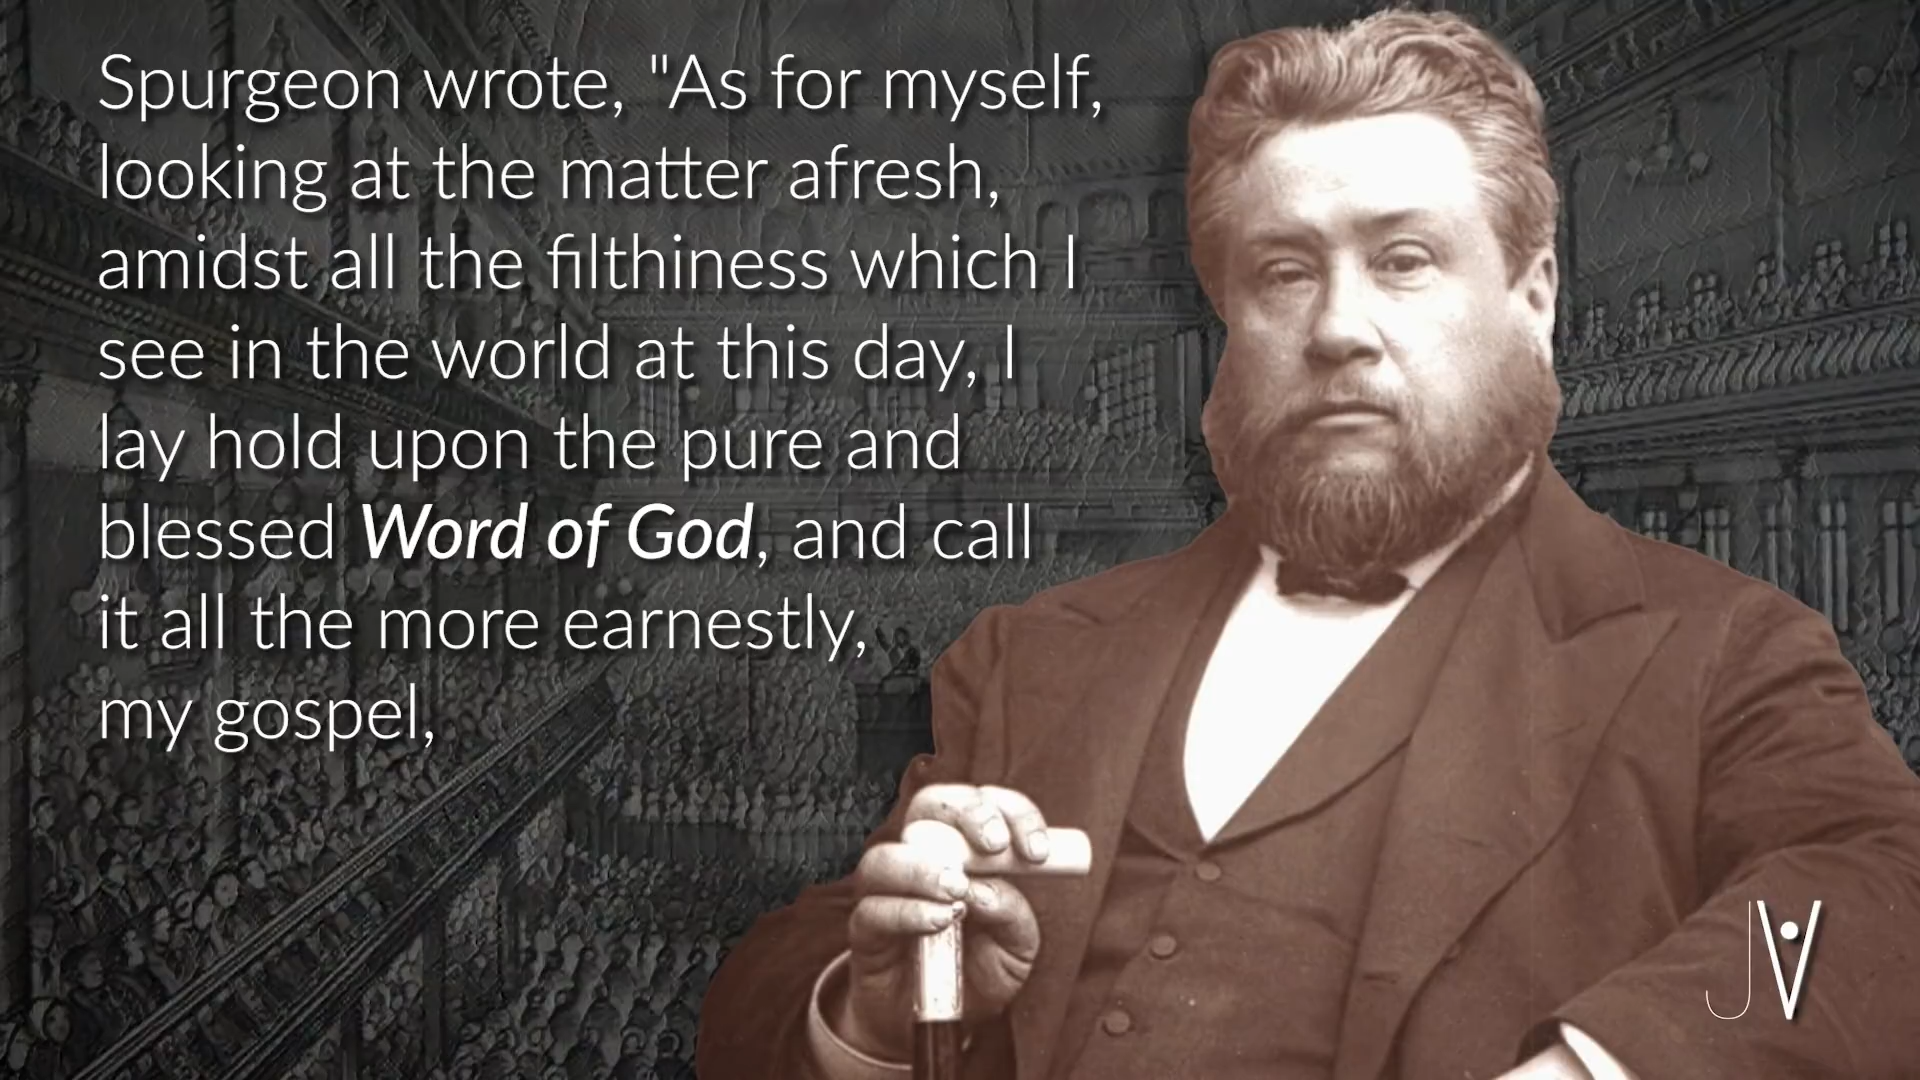 Spurgeon wrote, "As for myself,
looking at the matter afresh,
amidst all the filthiness which I
see in the world at this day, I
lay hold upon the pure and
blessed Word of God, and call
it all the more earnestly,
my gospel,
JV